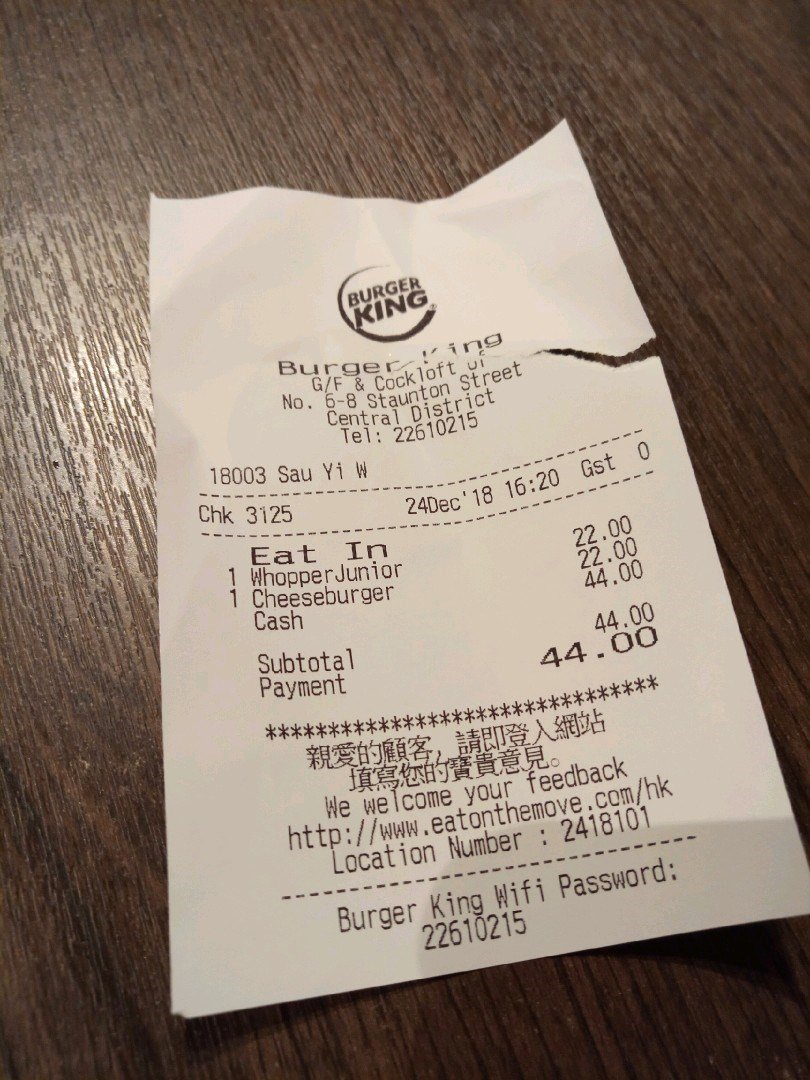 BURGER
KING
Burger King
G/F & Cockloft of
No. 6-8 Staunton Street
Central District
Tel: 22610215
18003 Sau Yi W
Chk 3125 24Dec'18 16:20 Gst 0
Eat In
1 WhopperJunior 22.00
1 Cheeseburger 22.00
Cash 44.00
Subtotal 44.00
Payment 44.00
*******************************
親愛的顧客, 請即登入網站
填寫您的寶貴意見。
We welcome your feedback
http://www.eatonthemove.com/hk
Location Number : 2418101
Burger King Wifi Password:
22610215